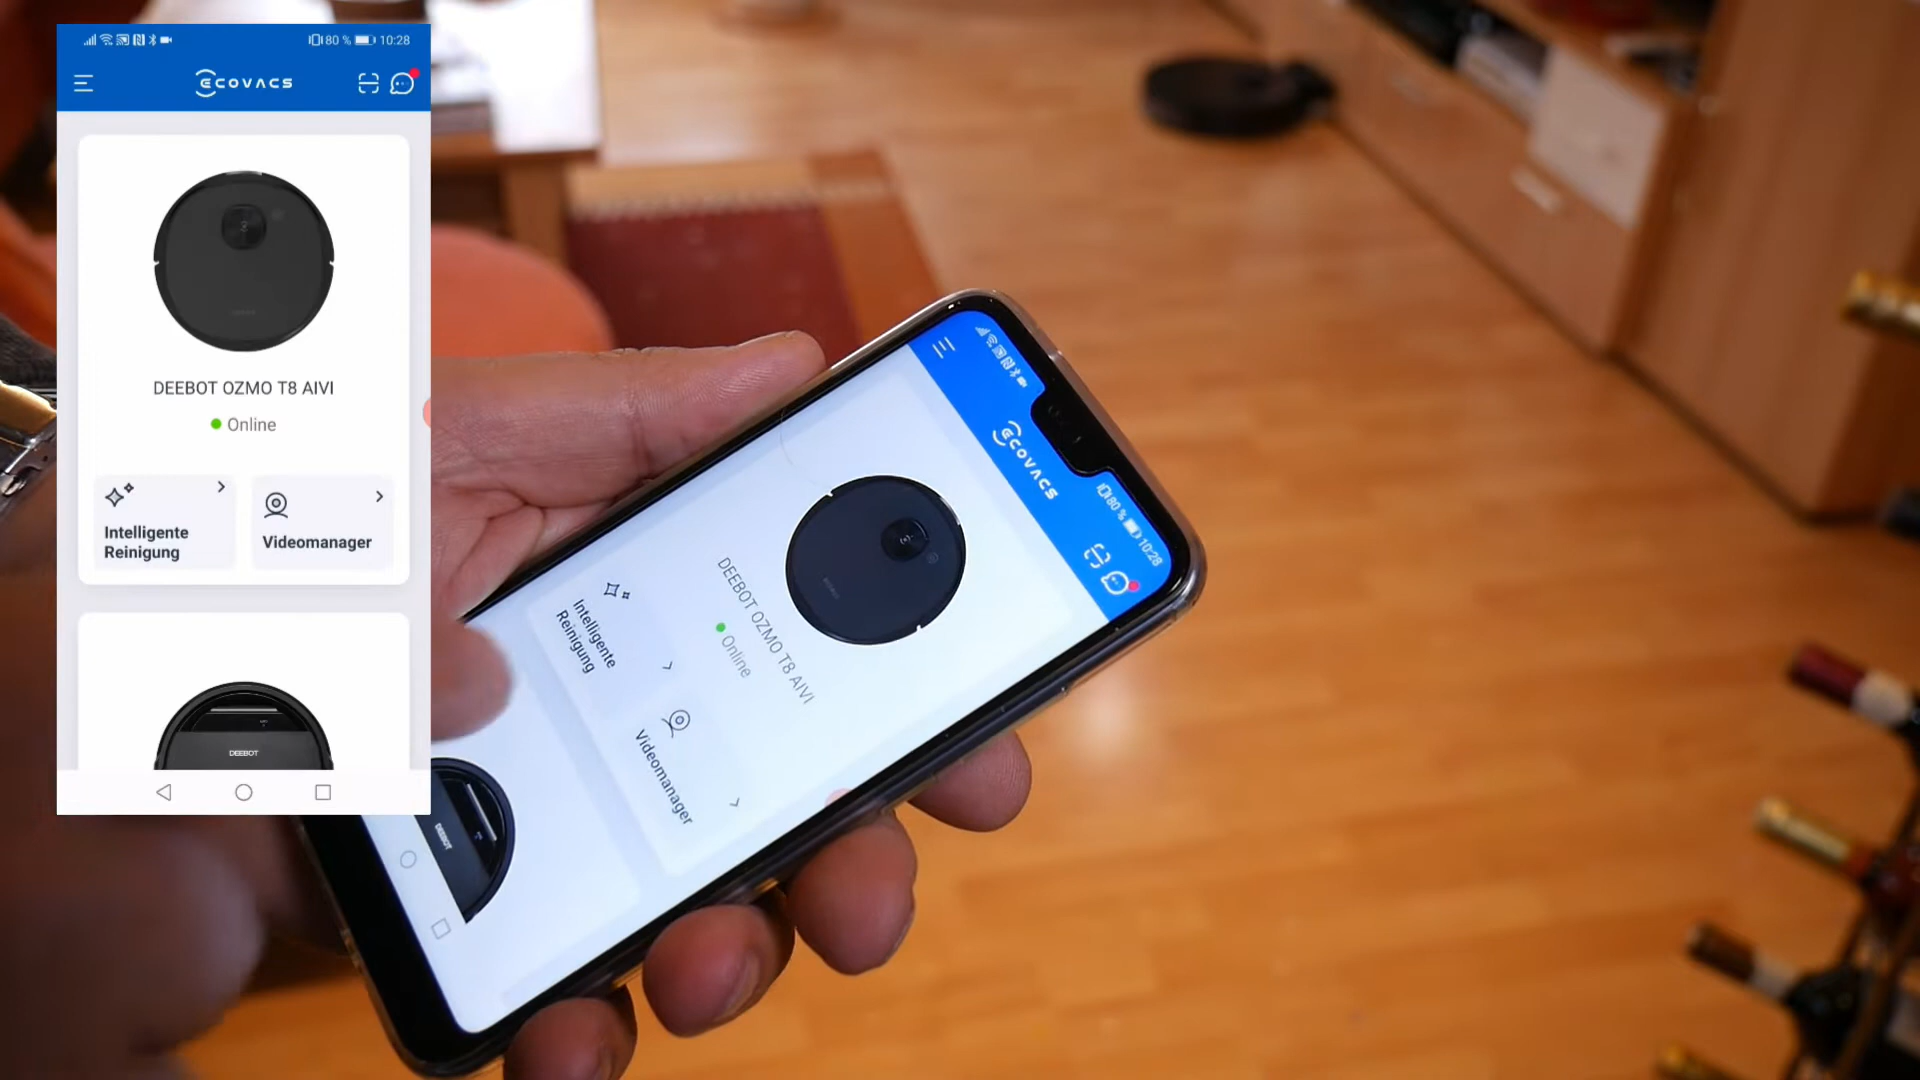 80 % 10:28
ECOVACS
DEEBOT OZMO T8 AIVI
Online
Intelligente
Reinigung
Videomanager
DEEBOT
ECOVACS
80 % 10:28
DEEBOT OZMO T8 AIVI
Online
Intelligente
Reinigung
Videomanager
DEEBOT